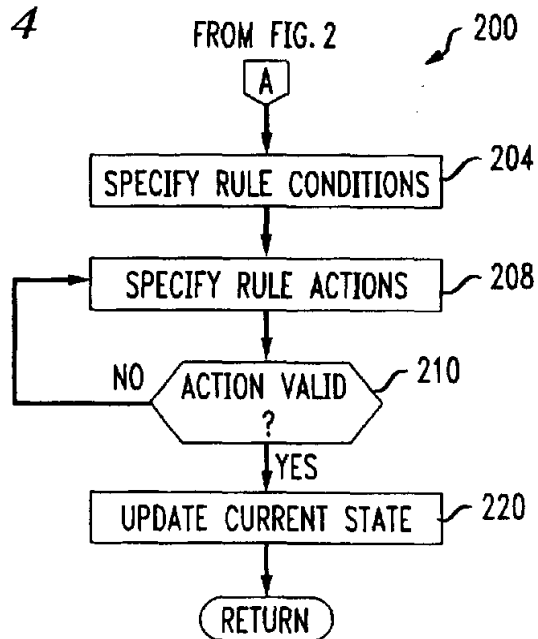 4
FROM FIG. 2
200
A
SPECIFY RULE CONDITIONS
204
SPECIFY RULE ACTIONS
208
NO
ACTION VALID
?
210
YES
UPDATE CURRENT STATE
220
RETURN